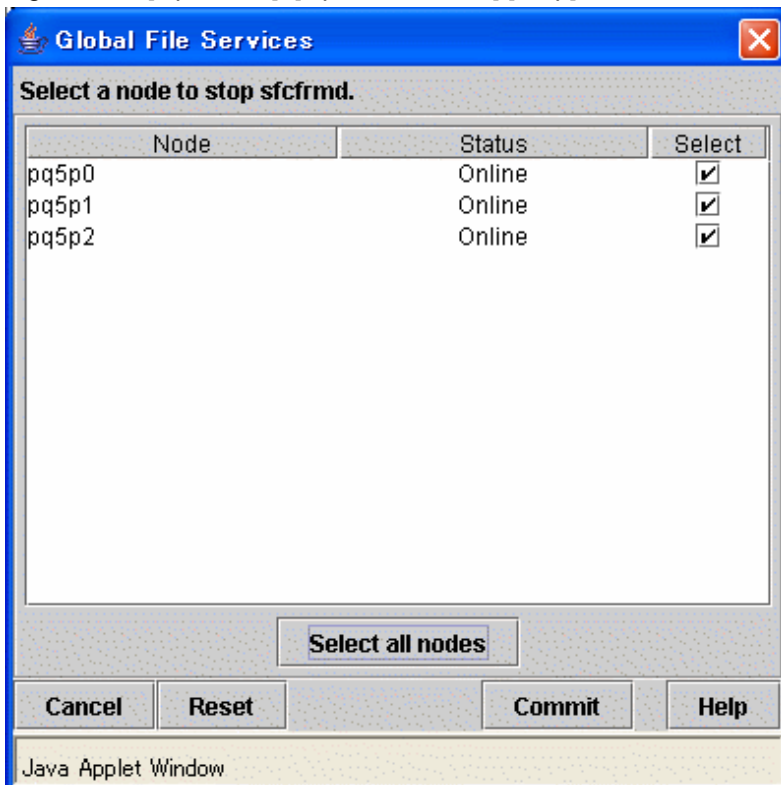 Global File Services
Select a node to stop sfcfrmd.
Node Status Select
pq5p0 Online
pq5p1 Online
pq5p2 Online
Select all nodes
Cancel Reset Commit Help
Java Applet Window